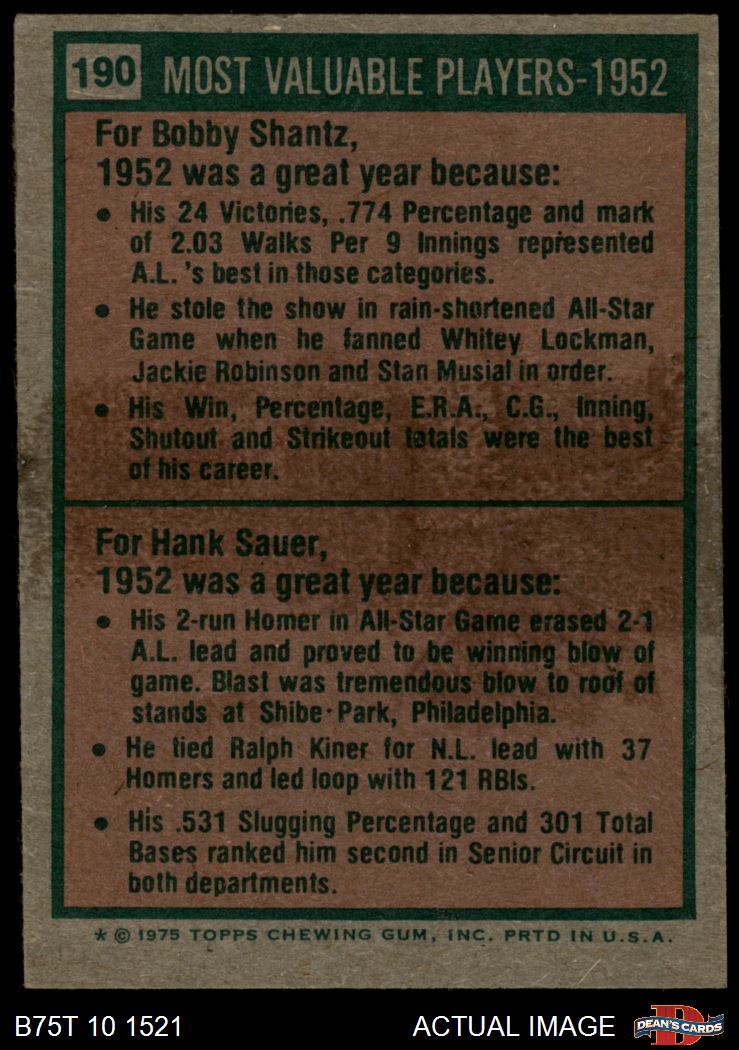 190 MOST VALUABLE PLAYERS-1952
For Bobby Shantz,
1952 was a great year because:
• His 24 Victories, .774 Percentage and mark
of 2.03 Walks Per 9 Innings represented
A.L. 's best in those categories.
• He stole the show in rain-shortened All-Star
Game when he fanned Whitey Lockman,
Jackie Robinson and Stan Musial in order.
• His Win, Percentage, E.R.A., C.G., Inning,
Shutout and Strikeout totals were the best
of his career.
For Hank Sauer,
1952 was a great year because:
• His 2-run Homer in All-Star Game erased 2-1
A.L. lead and proved to be winning blow of
game. Blast was tremendous blow to roof of
stands at Shibe Park, Philadelphia.
• He tied Ralph Kiner for N.L. lead with 37
Homers and led loop with 121 RBIs.
• His .531 Slugging Percentage and 301 Total
Bases ranked him second in Senior Circuit in
both departments.
* © 1975 TOPPS CHEWING GUM, INC. PRTD IN U.S.A.
B75T 10 1521 ACTUAL IMAGE D DEAN'S CARDS